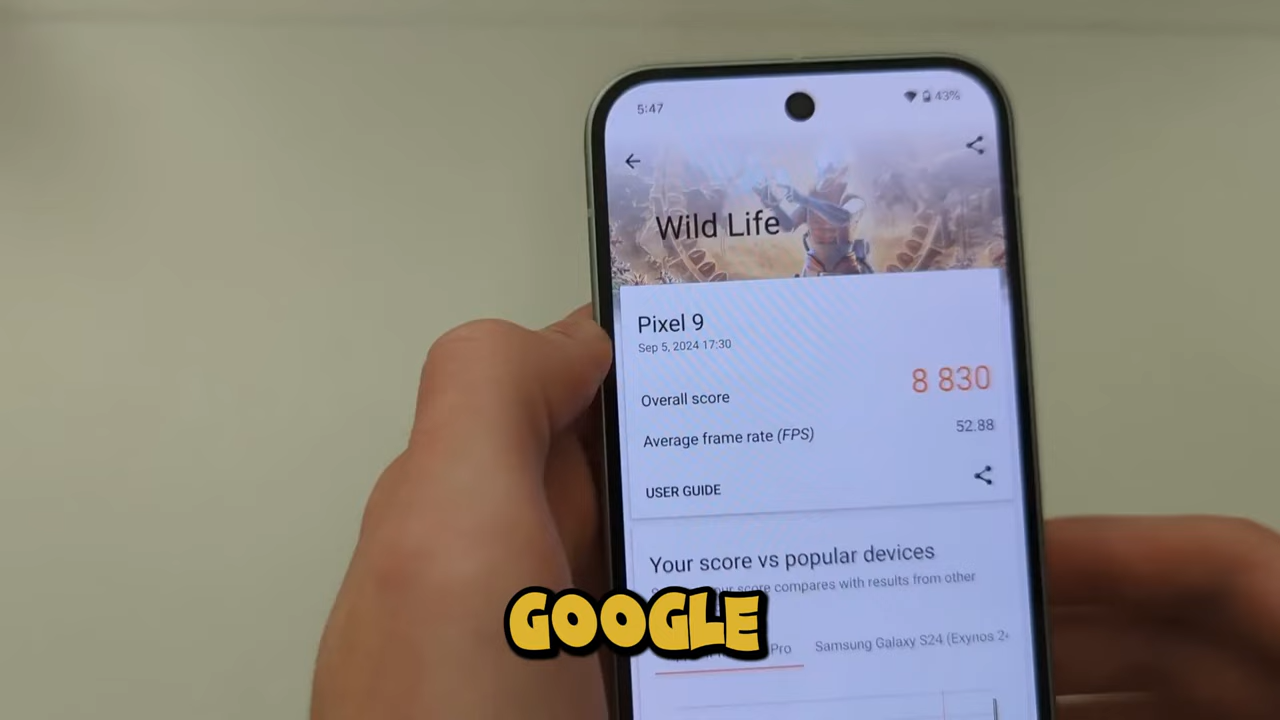 5:47
43%
Wild Life
Pixel 9
Sep 5, 2024 17:30
8 830
Overall score
Average frame rate (FPS)
52.88
USER GUIDE
Your score vs popular devices
score compares with results from other
GOOGLE
Pro
Samsung Galaxy S24 (Exynos 24